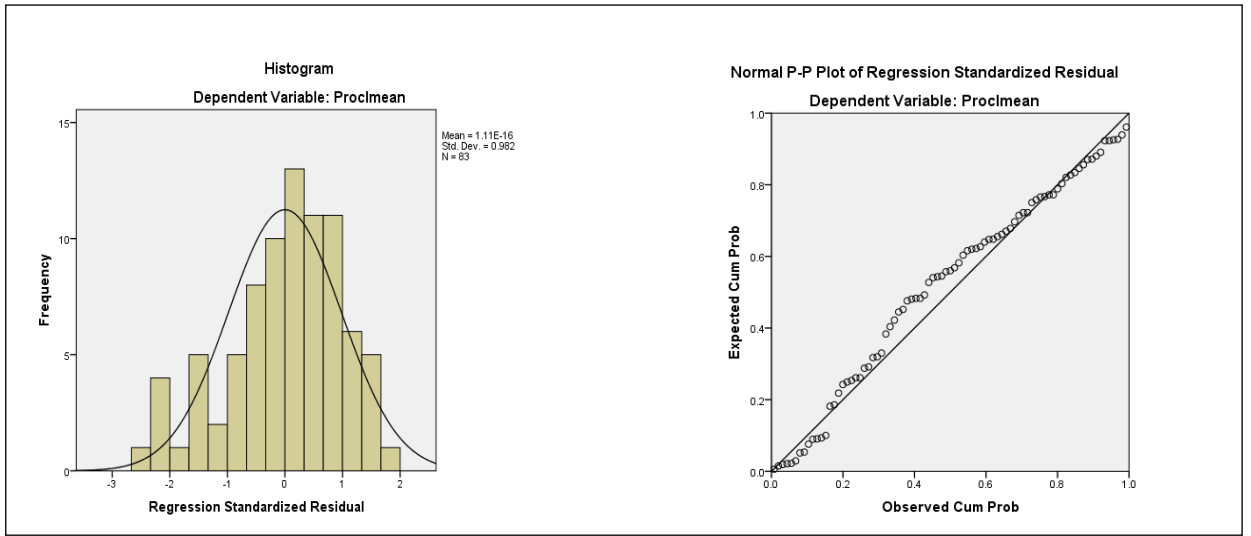 Histogram
Dependent Variable: Proclmean
15
10
5
0
Frequency
-3
-2
-1
0
1
2
Regression Standardized Residual
Mean = 1.11E-16
Std. Dev. = 0.982
N = 83
Normal P-P Plot of Regression Standardized Residual
Dependent Variable: Proclmean
1.0
0.8
0.6
0.4
0.2
0.0
Expected Cum Prob
0.0
0.2
0.4
0.6
0.8
1.0
Observed Cum Prob